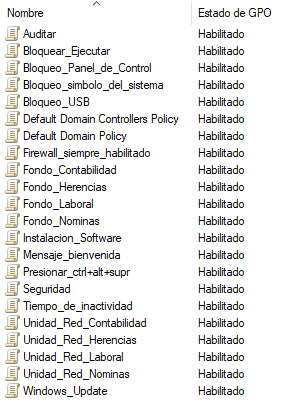 Nombre Estado de GPO
Auditar Habilitado
Bloquear_Ejecutar Habilitado
Bloqueo_Panel_de_Control Habilitado
Bloqueo_simbolo_del_sistema Habilitado
Bloqueo_USB Habilitado
Default Domain Controllers Policy Habilitado
Default Domain Policy Habilitado
Firewall_siempre_habilitado Habilitado
Fondo_Contabilidad Habilitado
Fondo_Herencias Habilitado
Fondo_Laboral Habilitado
Fondo_Nominas Habilitado
Instalacion_Software Habilitado
Mensaje_bienvenida Habilitado
Presionar_ctrl+alt+supr Habilitado
Seguridad Habilitado
Tiempo_de_inactividad Habilitado
Unidad_Red_Contabilidad Habilitado
Unidad_Red_Herencias Habilitado
Unidad_Red_Laboral Habilitado
Unidad_Red_Nominas Habilitado
Windows_Update Habilitado